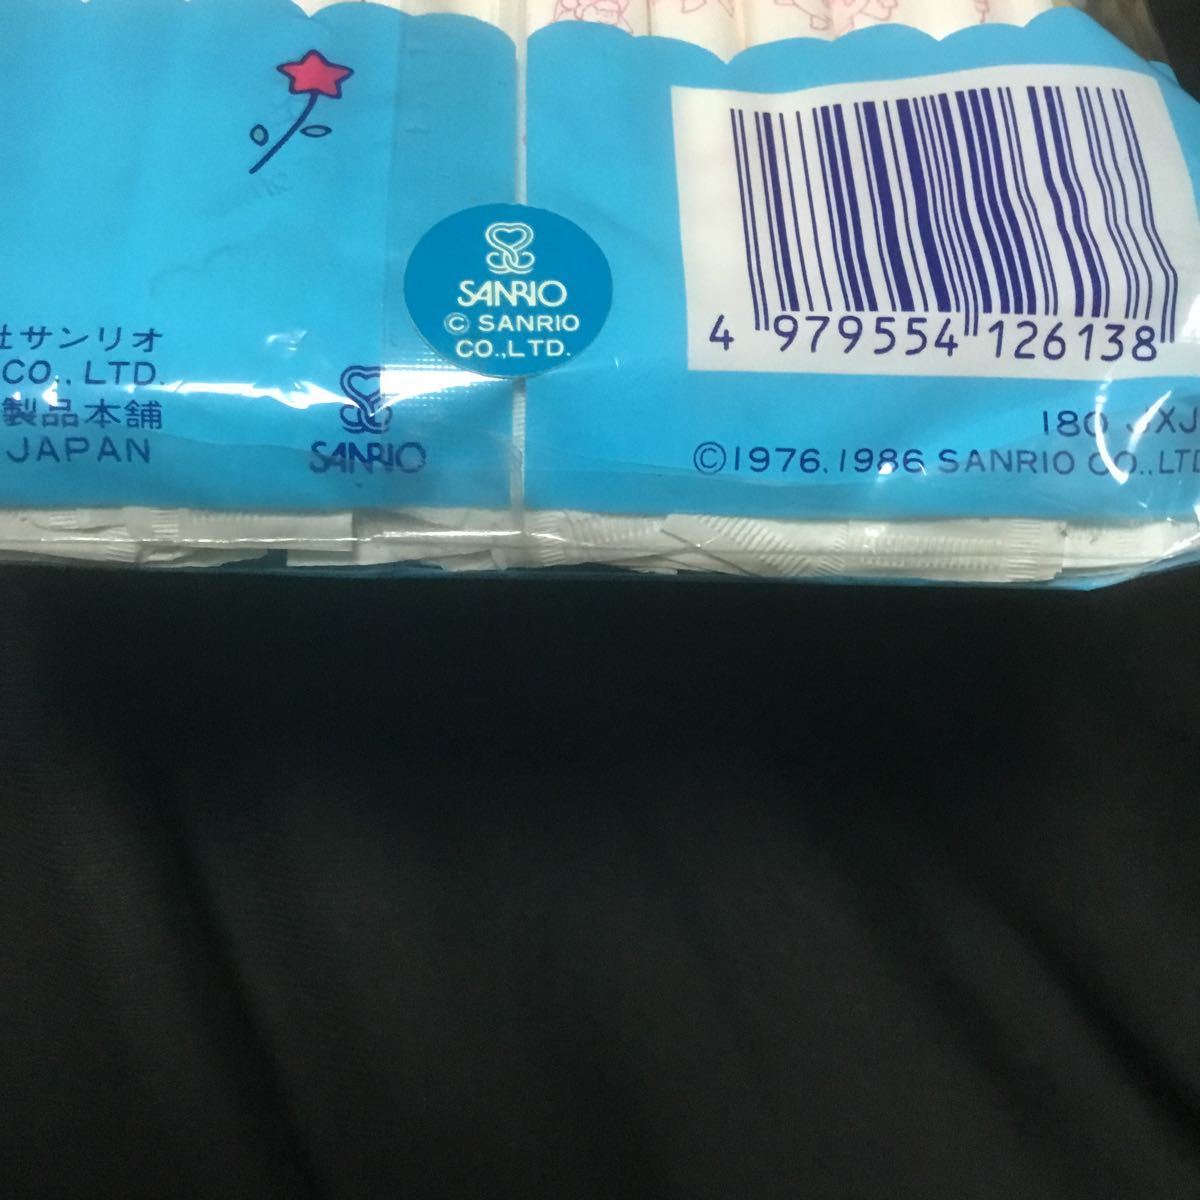 サンリオ
CO., LTD.
製品本舗
JAPAN
SANRIO
SANRIO
© SANRIO
CO.,LTD.
4 979554 126138
180
©1976, 1986 SANRIO CO.,LTD